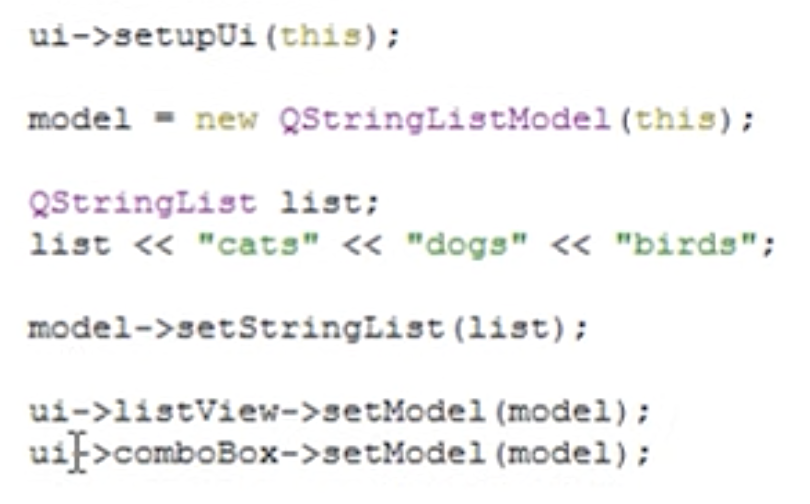 ui->setupUi(this);
model = new QStringListModel(this);
QStringList list;
list << "cats" << "dogs" << "birds";
model->setStringList(list);
ui->listView->setModel(model);
ui->comboBox->setModel(model);